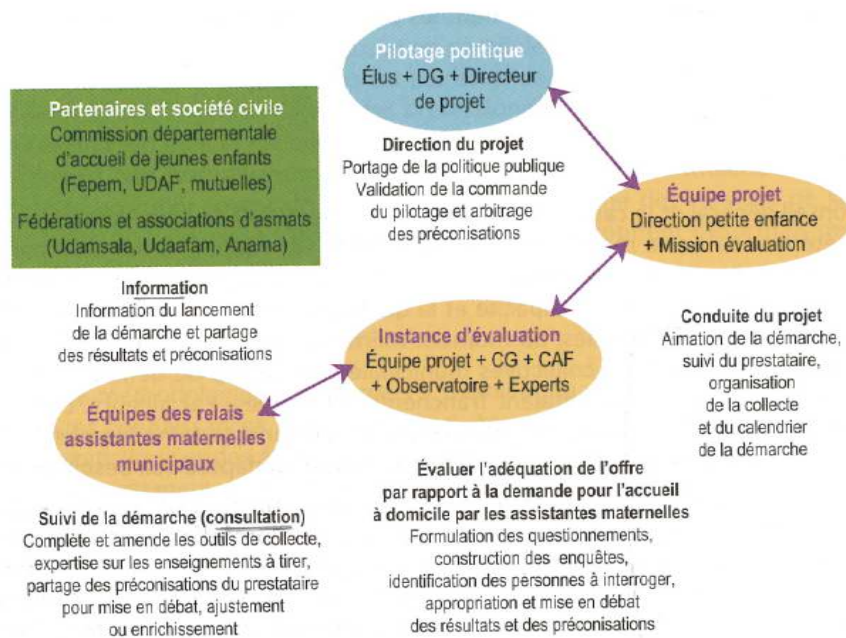 Pilotage politique
Élus + DG + Directeur
de projet
Direction du projet
Portage de la politique publique
Validation de la commande
du pilotage et arbitrage
des préconisations
Partenaires et société civile
Commission départementale
d'accueil de jeunes enfants
(Fepem, UDAF, mutuelles)
Fédérations et associations d'asmats
(Udamsala, Udaafam, Anama)
Information
Information du lancement
de la démarche et partage
des résultats et préconisations
Équipe projet
Direction petite enfance
+ Mission évaluation
Conduite du projet
Aimation de la démarche,
suivi du prestataire,
organisation
de la collecte
et du calendrier
de la démarche
Instance d'évaluation
Équipe projet + CG + CAF
+ Observatoire + Experts
Évaluer l'adéquation de l'offre
par rapport à la demande pour l'accueil
à domicile par les assistantes maternelles
Formulation des questionnements,
construction des enquêtes,
identification des personnes à interroger,
appropriation et mise en débat
des résultats et des préconisations
Équipes des relais
assistantes maternelles
municipaux
Suivi de la démarche (consultation)
Complète et amende les outils de collecte,
expertise sur les enseignements à tirer,
partage des préconisations du prestataire
pour mise en débat, ajustement
ou enrichissement